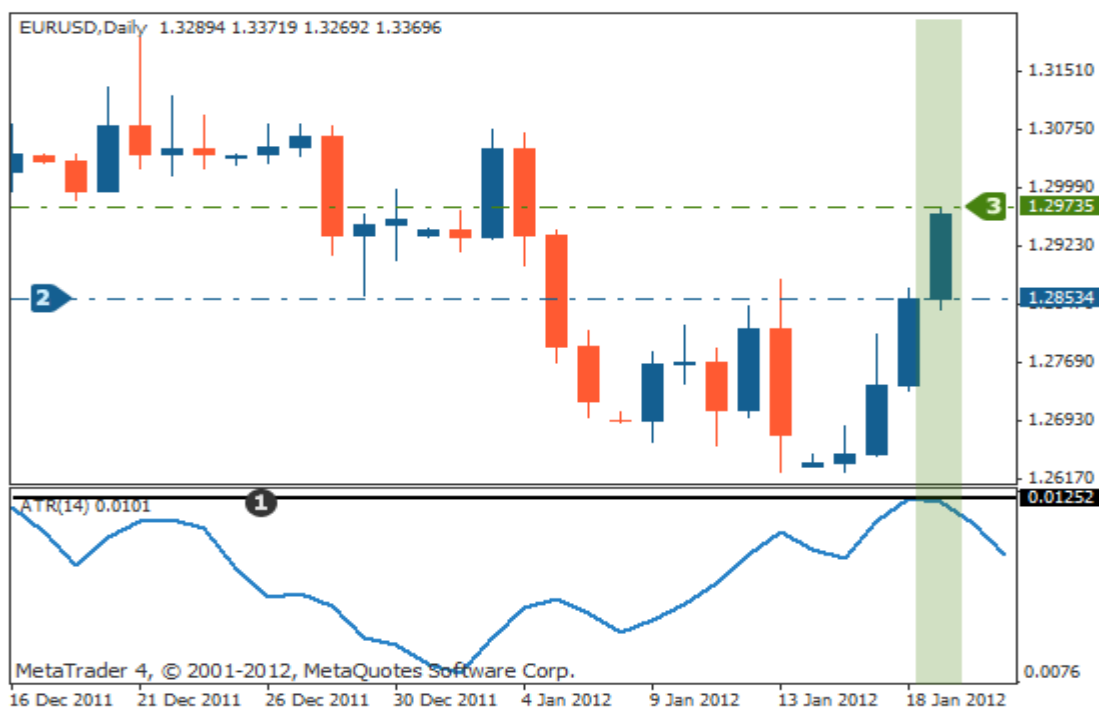 EURUSD,Daily 1.32894 1.33719 1.32692 1.33696
1.31510
1.30750
1.29990
3
1.29735
1.29230
2
1.28534
1.27690
1.26930
1.26170
1
0.01252
ATR(14) 0.0101
MetaTrader 4, © 2001-2012, MetaQuotes Software Corp.
0.0076
16 Dec 2011
21 Dec 2011
26 Dec 2011
30 Dec 2011
4 Jan 2012
9 Jan 2012
13 Jan 2012
18 Jan 2012